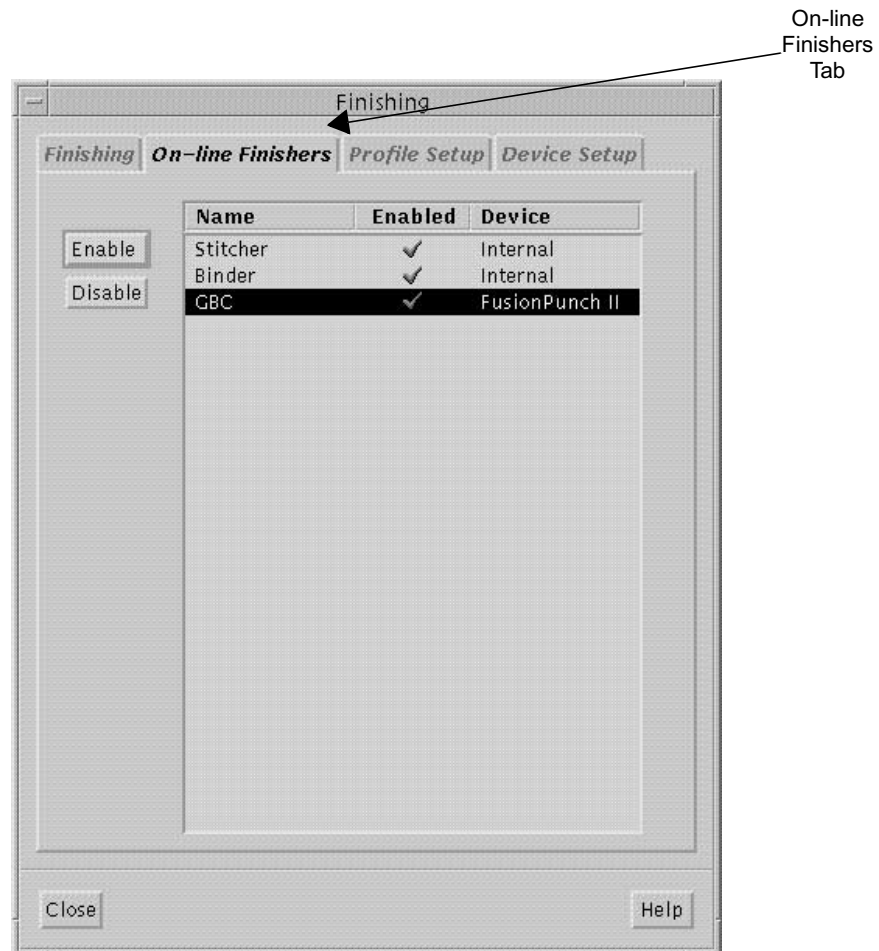 On-line
Finishers
Tab
Finishing
Finishing On-line Finishers Profile Setup Device Setup
Name Enabled Device
Enable
Disable
Stitcher Internal
Binder Internal
GBC FusionPunch II
Close Help